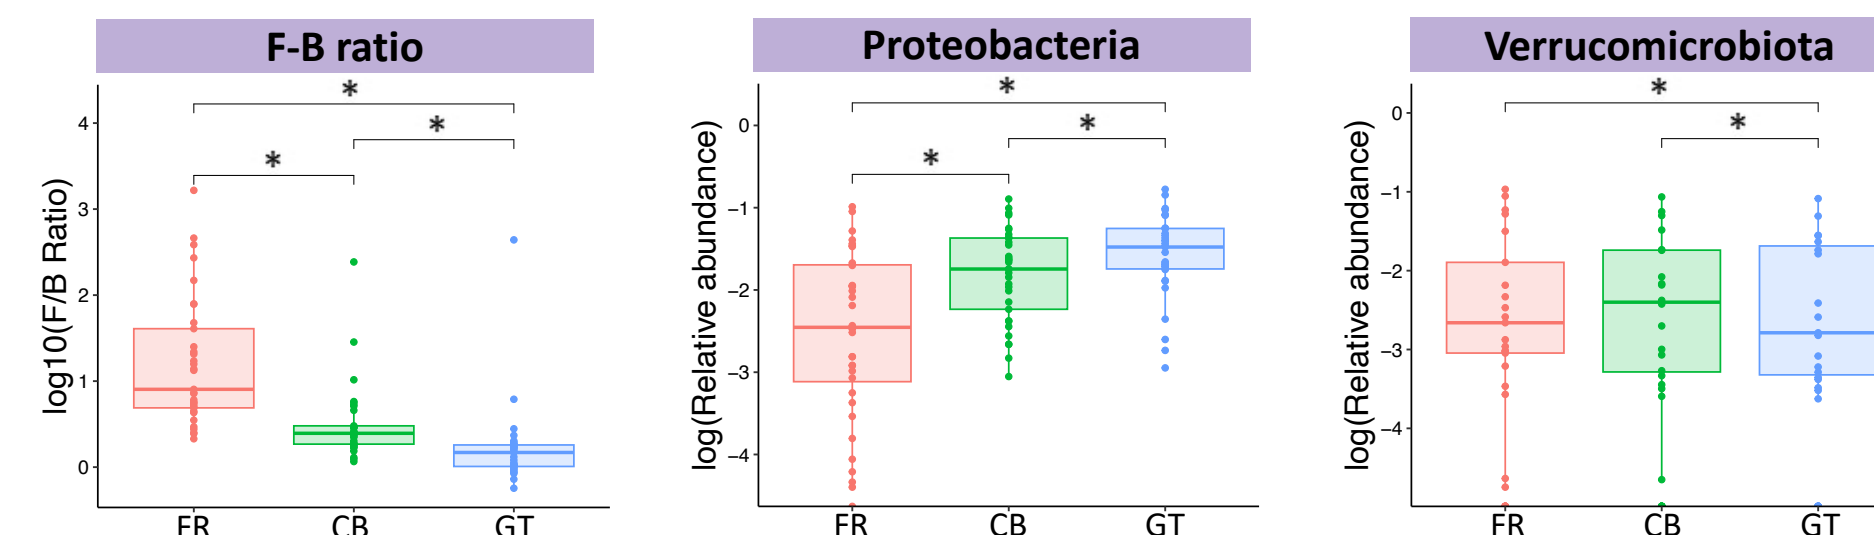 F-B ratio
*
*
*
log10(F/B Ratio)
4
3
2
1
0
FR CB GT
Proteobacteria
*
*
*
log(Relative abundance)
0
−1
−2
−3
−4
FR CB GT
Verrucomicrobiota
*
*
log(Relative abundance)
0
−1
−2
−3
−4
FR CB GT